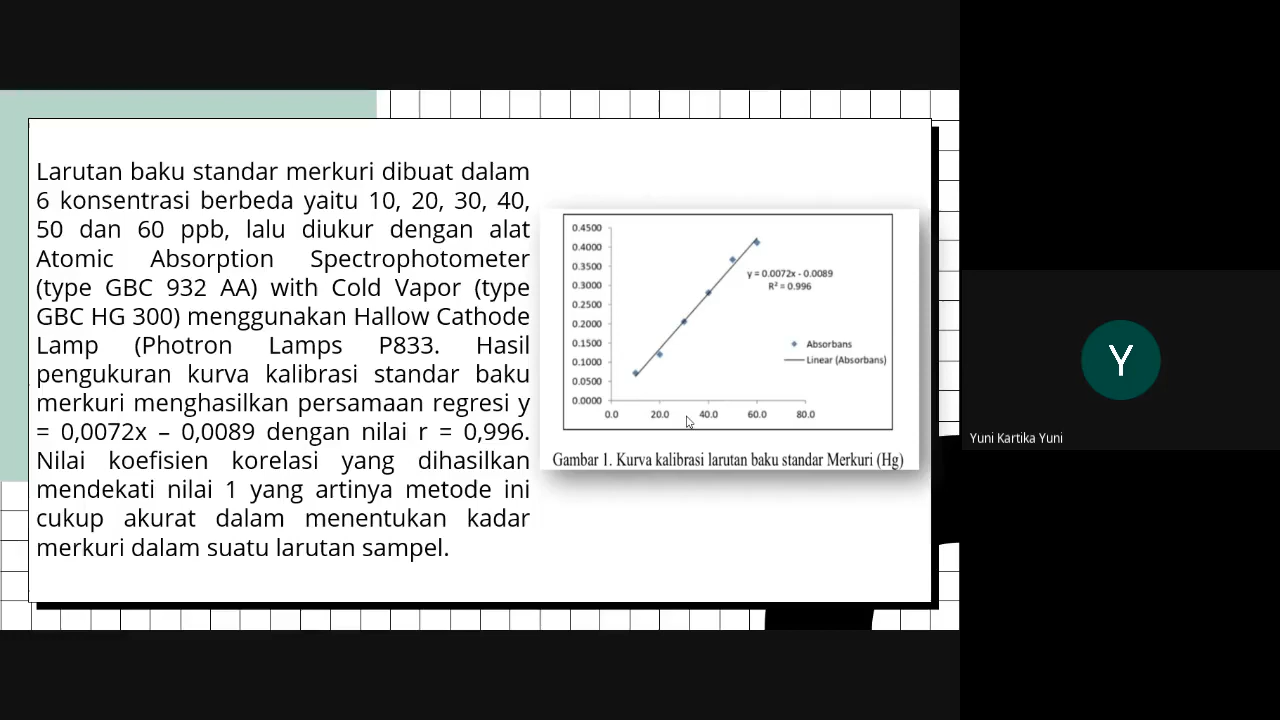 Larutan baku standar merkuri dibuat dalam
6 konsentrasi berbeda yaitu 10, 20, 30, 40,
50 dan 60 ppb, lalu diukur dengan alat
Atomic Absorption Spectrophotometer
(type GBC 932 AA) with Cold Vapor (type
GBC HG 300) menggunakan Hallow Cathode
Lamp (Photron Lamps P833. Hasil
pengukuran kurva kalibrasi standar baku
merkuri menghasilkan persamaan regresi y
= 0,0072x – 0,0089 dengan nilai r = 0,996.
Nilai koefisien korelasi yang dihasilkan
mendekati nilai 1 yang artinya metode ini
cukup akurat dalam menentukan kadar
merkuri dalam suatu larutan sampel.
0.4500
0.4000
0.3500
0.3000
0.2500
0.2000
0.1500
0.1000
0.0500
0.0000
0.0 20.0 40.0 60.0 80.0
y = 0.0072x - 0.0089
R² = 0.996
Absorbans
Linear (Absorbans)
Gambar 1. Kurva kalibrasi larutan baku standar Merkuri (Hg)
Y
Yuni Kartika Yuni